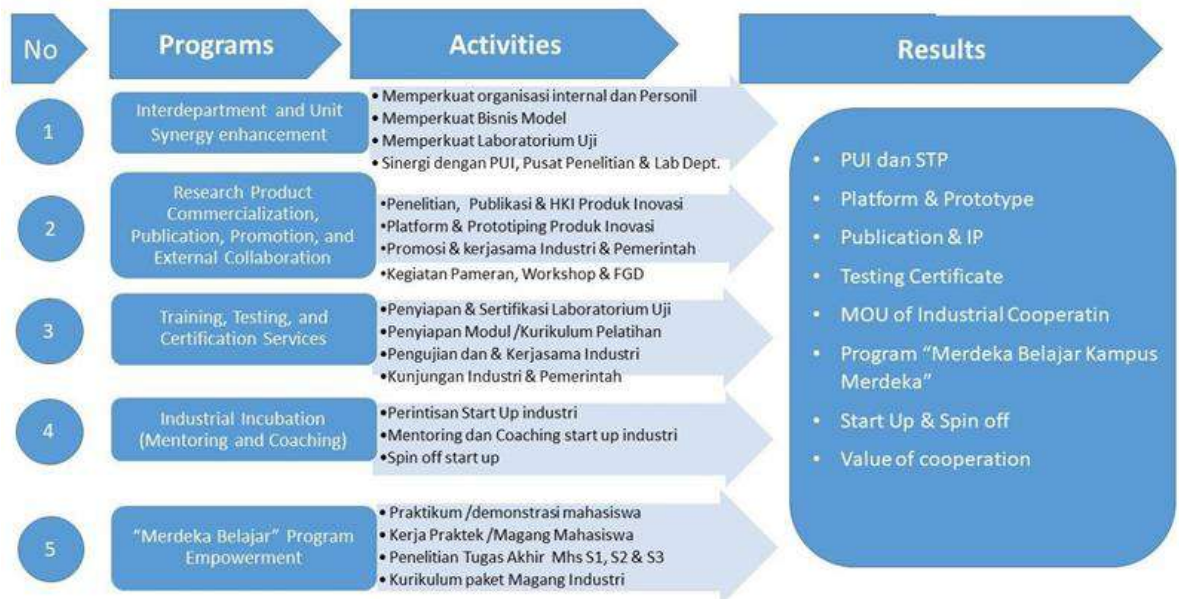 No
Programs
Activities
Results
1
Interdepartment and Unit
Synergy enhancement
• Memperkuat organisasi internal dan Personil
• Memperkuat Bisnis Model
• Memperkuat Laboratorium Uji
• Sinergi dengan PUI, Pusat Penelitian & Lab Dept.
2
Research Product
Commercialization,
Publication, Promotion, and
External Collaboration
•Penelitian, Publikasi & HKI Produk Inovasi
•Platform & Prototiping Produk Inovasi
•Promosi & kerjasama Industri & Pemerintah
•Kegiatan Pameran, Workshop & FGD
3
Training, Testing, and
Certification Services
•Penyiapan & Sertifikasi Laboratorium Uji
•Penyiapan Modul /Kurikulum Pelatihan
•Pengujian dan & Kerjasama Industri
•Kunjungan Industri & Pemerintah
4
Industrial Incubation
(Mentoring and Coaching)
•Perintisan Start Up industri
•Mentoring dan Coaching start up industri
•Spin off start up
5
"Merdeka Belajar" Program
Empowerment
• Praktikum /demonstrasi mahasiswa
• Kerja Praktek /Magang Mahasiswa
• Penelitian Tugas Akhir Mhs S1, S2 & S3
• Kurikulum paket Magang Industri
• PUI dan STP
• Platform & Prototype
• Publication & IP
• Testing Certificate
• MOU of Industrial Cooperatin
• Program "Merdeka Belajar Kampus
Merdeka"
• Start Up & Spin off
• Value of cooperation